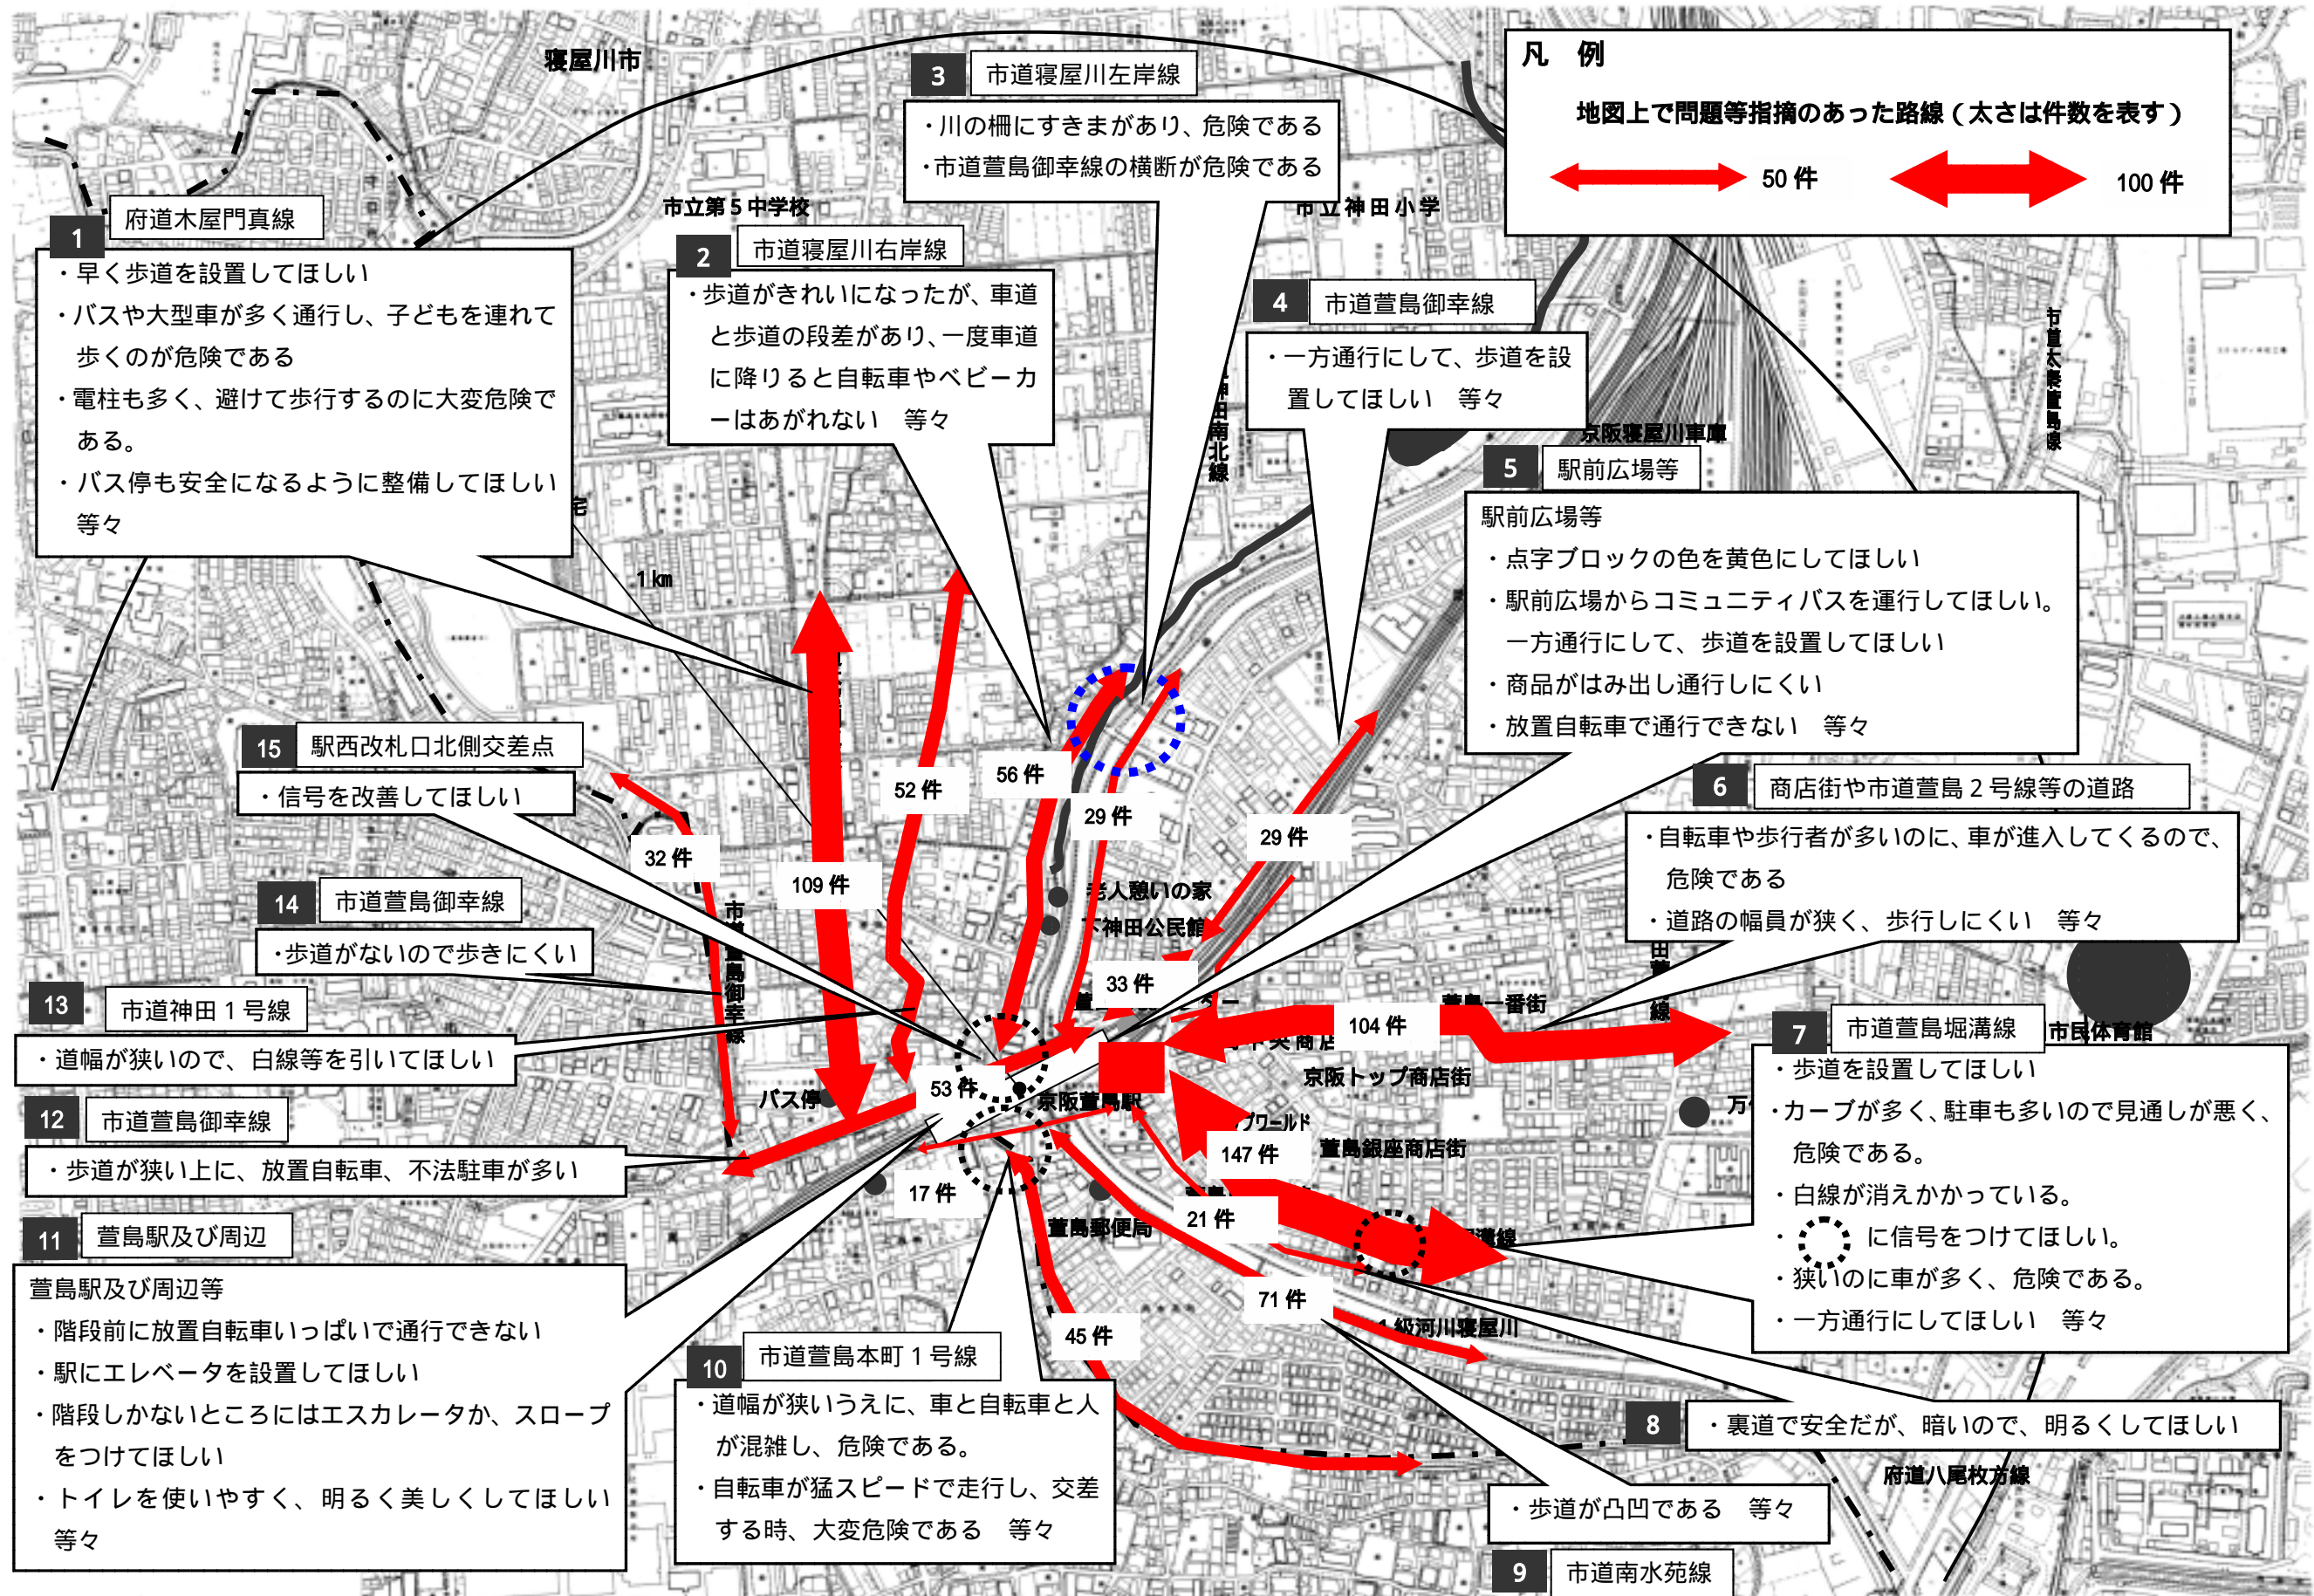 凡　例
地図上で問題等指摘のあった路線（太さは件数を表す）
50 件
100 件
寝屋川市
3
市道寝屋川左岸線
・川の柵にすきまがあり、危険である
・市道萱島御幸線の横断が危険である
市立第５中学校
市立神田小学
1
府道木屋門真線
・早く歩道を設置してほしい
・バスや大型車が多く通行し、子どもを連れて
歩くのが危険である
・電柱も多く、避けて歩行するのに大変危険で
ある。
・バス停も安全になるように整備してほしい
等々
2
市道寝屋川右岸線
・歩道がきれいになったが、車道
と歩道の段差があり、一度車道
に降りると自転車やベビーカ
ーはあがれない　等々
4
市道萱島御幸線
・一方通行にして、歩道を設
置してほしい　等々
神田南北線
市道太秦萱島線
京阪寝屋川車庫
5
駅前広場等
駅前広場等
・点字ブロックの色を黄色にしてほしい
・駅前広場からコミュニティバスを運行してほしい。
一方通行にして、歩道を設置してほしい
・商品がはみ出し通行しにくい
・放置自転車で通行できない　等々
宅
1㎞
15
駅西改札口北側交差点
・信号を改善してほしい
52 件
56 件
29 件
29 件
32 件
109 件
6
商店街や市道萱島２号線等の道路
・自転車や歩行者が多いのに、車が進入してくるので、
危険である
・道路の幅員が狭く、歩行しにくい　等々
老人憩いの家
下神田公民館
14
市道萱島御幸線
・歩道がないので歩きにくい
市道萱島御幸線
33 件
萱島一番街
104 件
13
市道神田１号線
・道幅が狭いので、白線等を引いてほしい
京阪トップ商店街
市民体育館
7
市道萱島堀溝線
・歩道を設置してほしい
・カーブが多く、駐車も多いので見通しが悪く、
危険である。
・白線が消えかかっている。
・　に信号をつけてほしい。
・狭いのに車が多く、危険である。
・一方通行にしてほしい　等々
12
市道萱島御幸線
・歩道が狭い上に、放置自転車、不法駐車が多い
バス停
53 件
京阪萱島駅
プワールド
147 件
萱島銀座商店街
万
17 件
萱島郵便局
21 件
溝線
11
萱島駅及び周辺
萱島駅及び周辺等
・階段前に放置自転車いっぱいで通行できない
・駅にエレベータを設置してほしい
・階段しかないところにはエスカレータか、スロープ
をつけてほしい
・トイレを使いやすく、明るく美しくしてほしい
等々
71 件
45 件
１級河川寝屋川
10
市道萱島本町１号線
・道幅が狭いうえに、車と自転車と人
が混雑し、危険である。
・自転車が猛スピードで走行し、交差
する時、大変危険である　等々
8
・裏道で安全だが、暗いので、明るくしてほしい
府道八尾枚方線
・歩道が凸凹である　等々
9
市道南水苑線